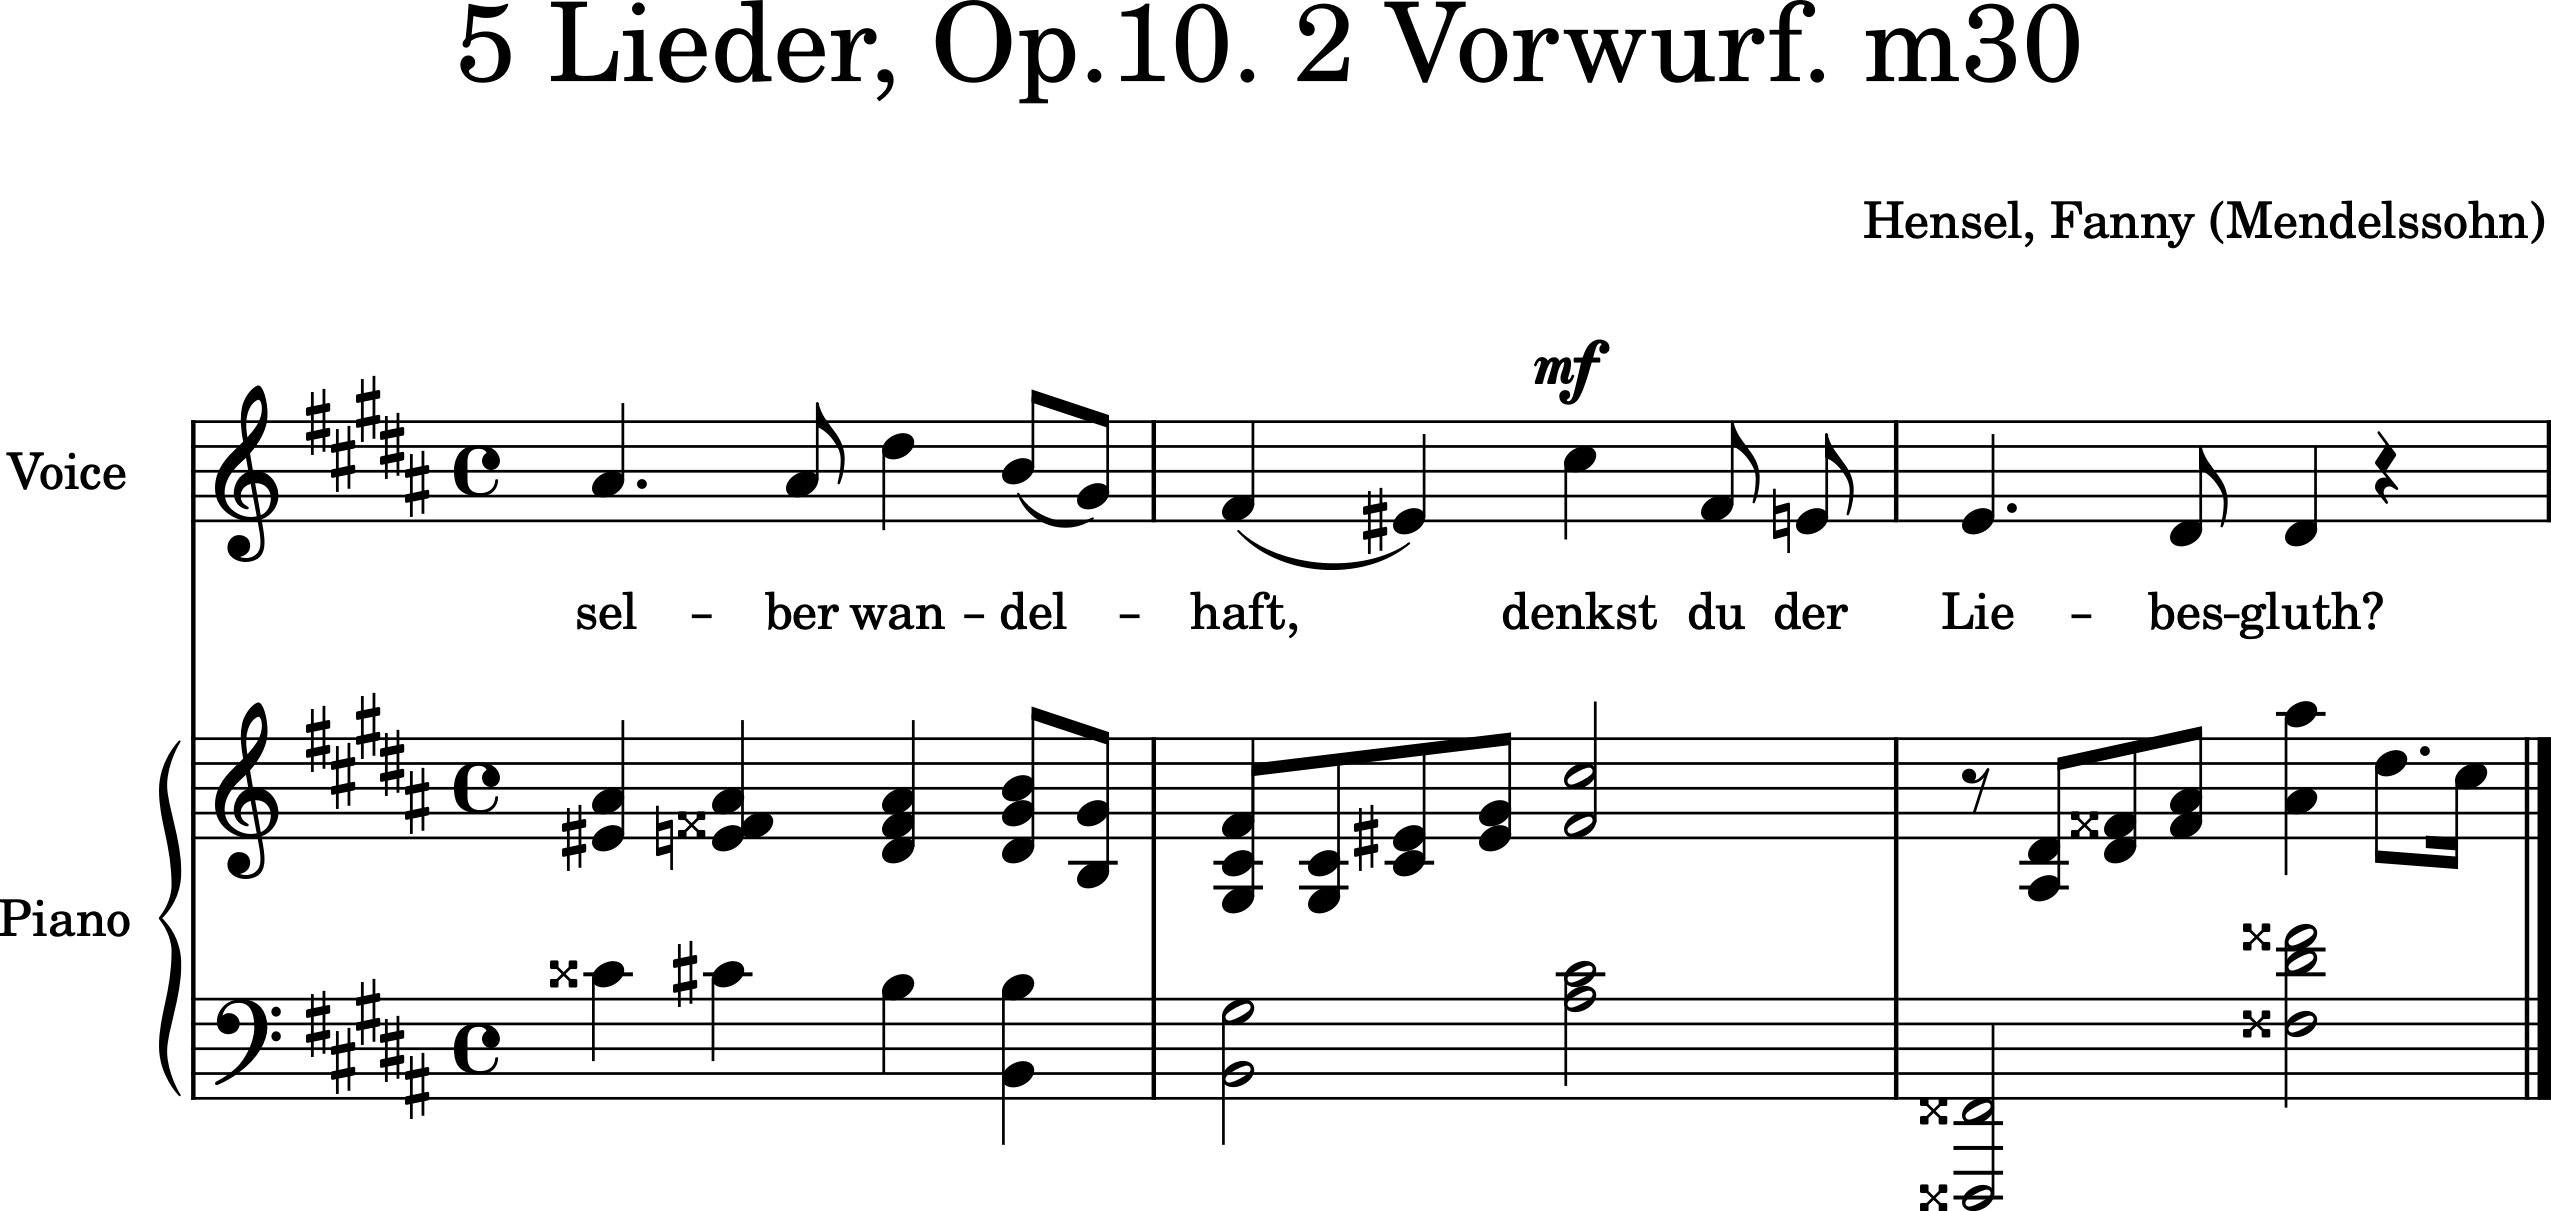 5 Lieder, Op.10. 2 Vorwurf. m30
Hensel, Fanny (Mendelssohn)
mf
Voice
sel – ber wan – del – haft, denkst du der Lie – bes-gluth?
Piano